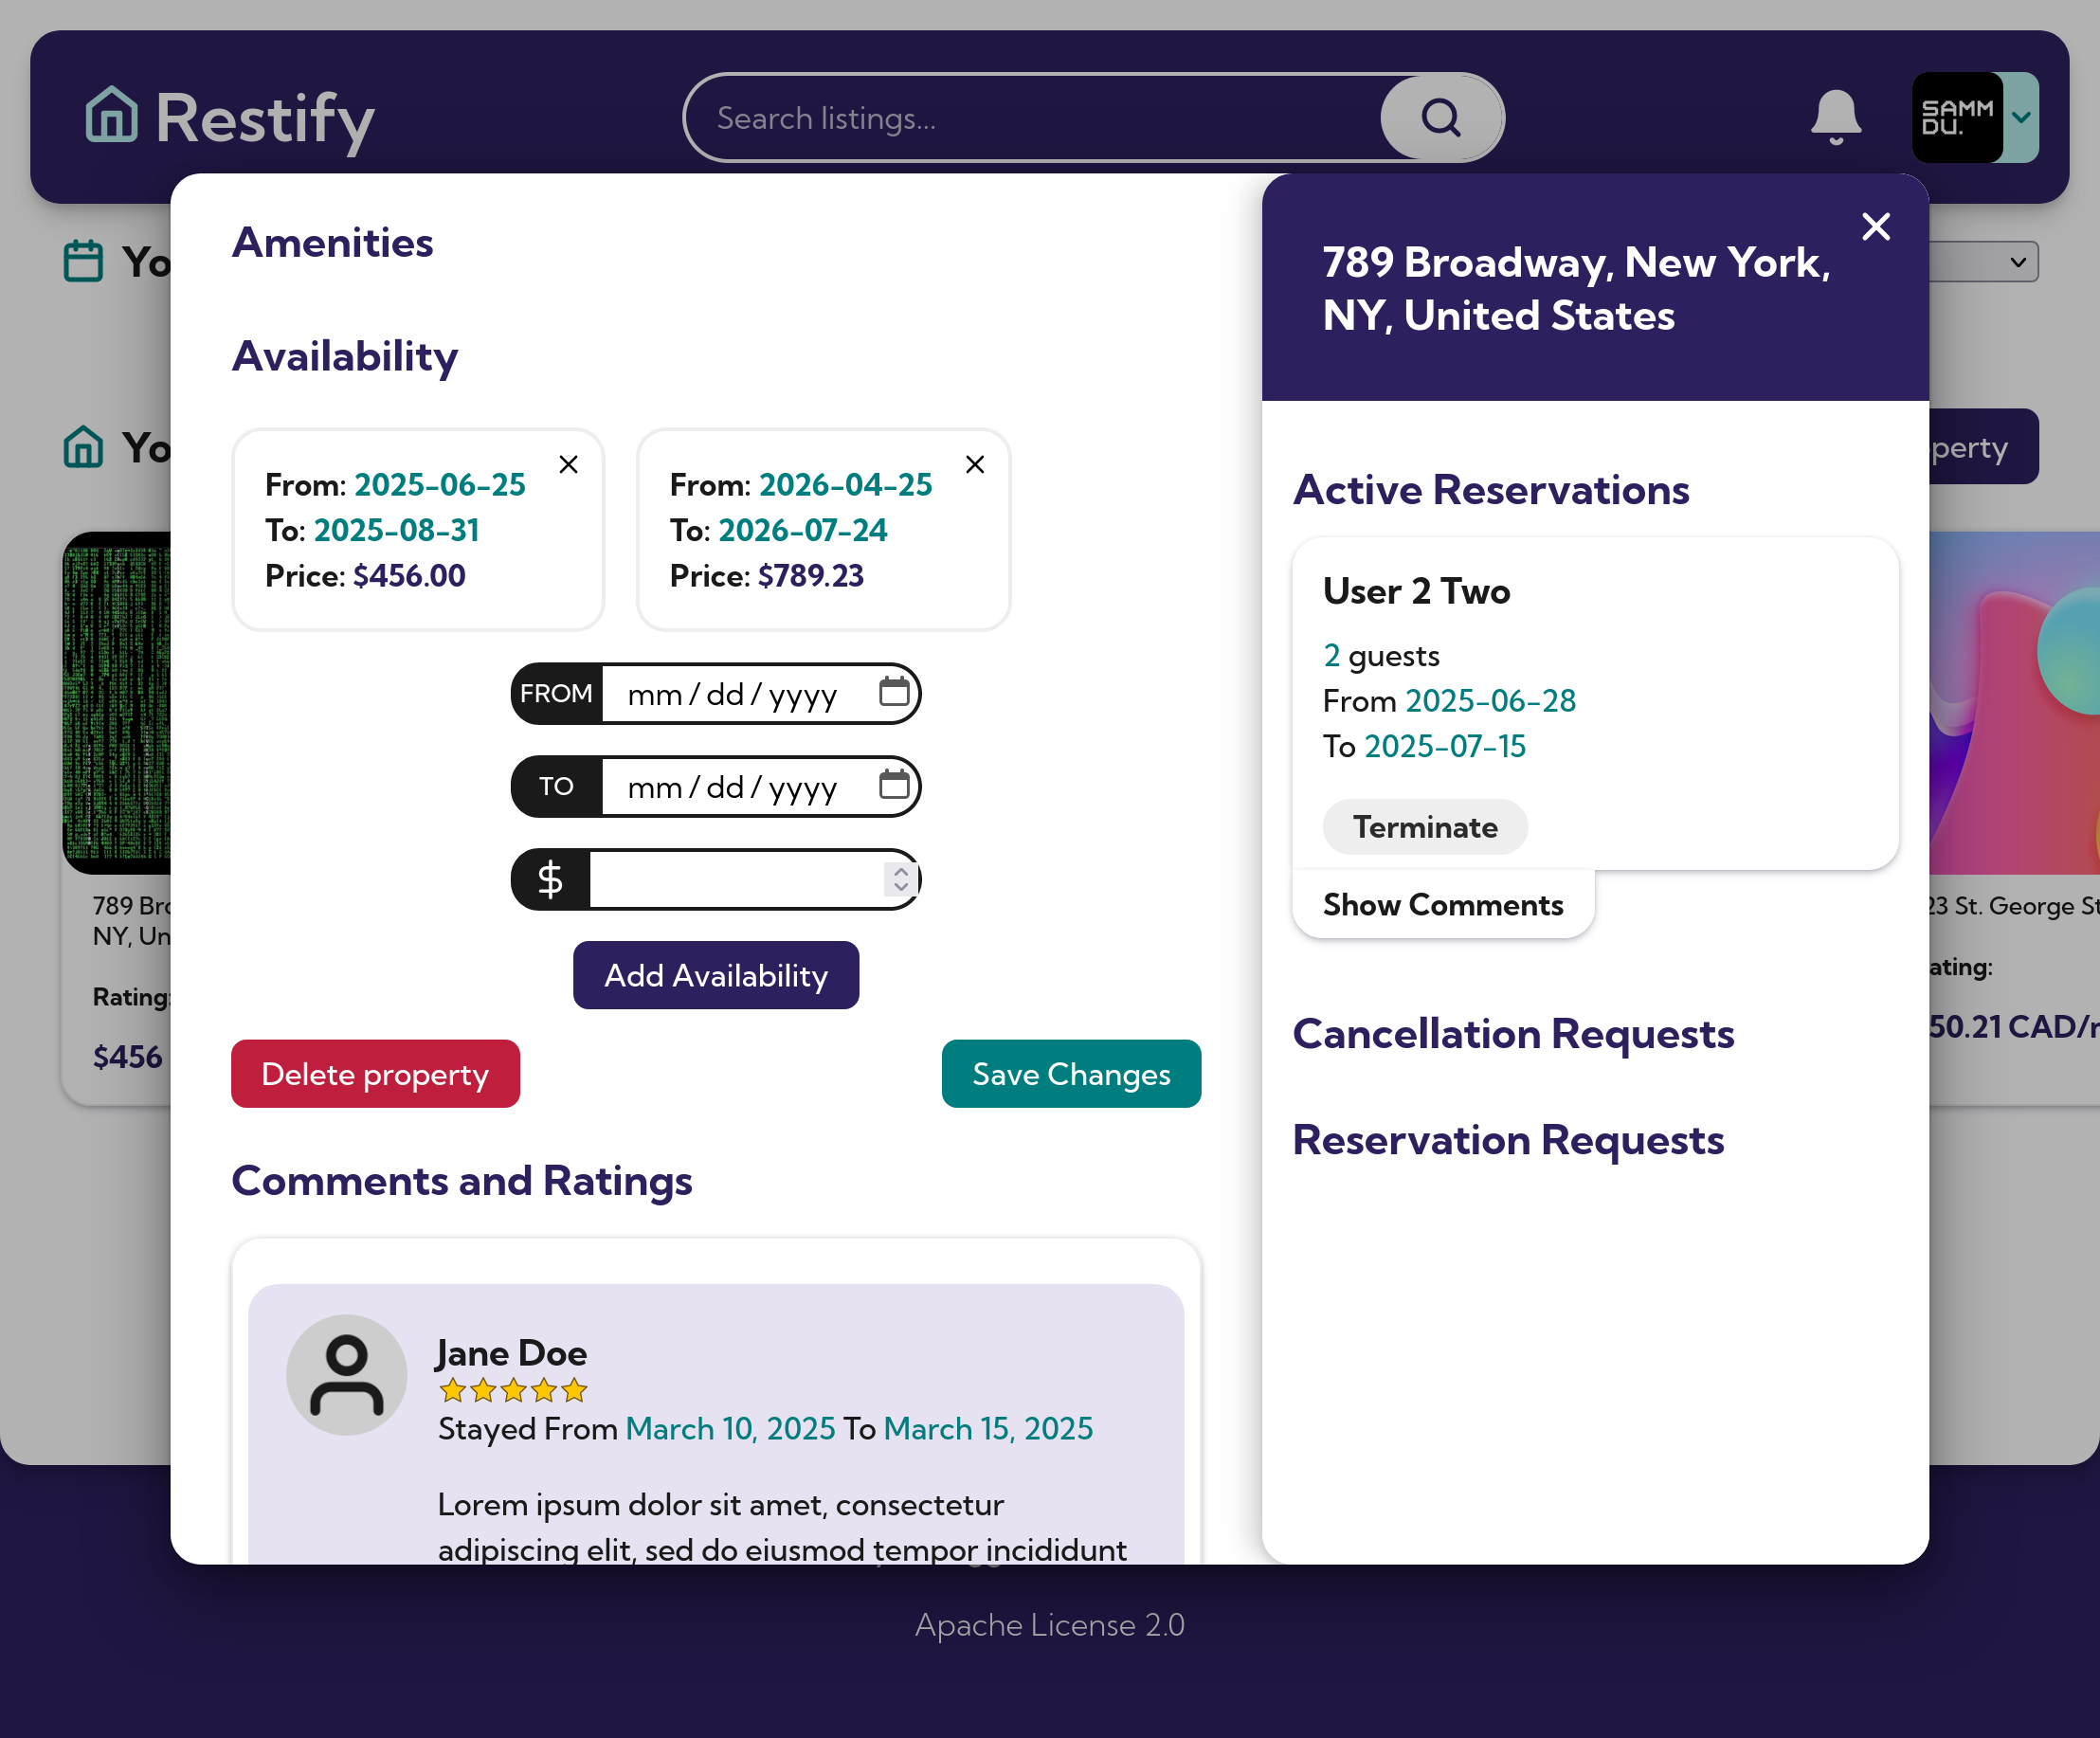 Restify
Search listings...
SAMM
DU.
Yo
Yo
perty
789 Bro
NY, Un
Rating:
$456
23 St. George St
ating:
50.21 CAD/n
Amenities
Availability
From: 2025-06-25
To: 2025-08-31
Price: $456.00
From: 2026-04-25
To: 2026-07-24
Price: $789.23
FROM mm / dd / yyyy
TO mm / dd / yyyy
$
Add Availability
Delete property
Save Changes
Comments and Ratings
Jane Doe
Stayed From March 10, 2025 To March 15, 2025
Lorem ipsum dolor sit amet, consectetur
adipiscing elit, sed do eiusmod tempor incididunt
789 Broadway, New York,
NY, United States
Active Reservations
User 2 Two
2 guests
From 2025-06-28
To 2025-07-15
Terminate
Show Comments
Cancellation Requests
Reservation Requests
Apache License 2.0